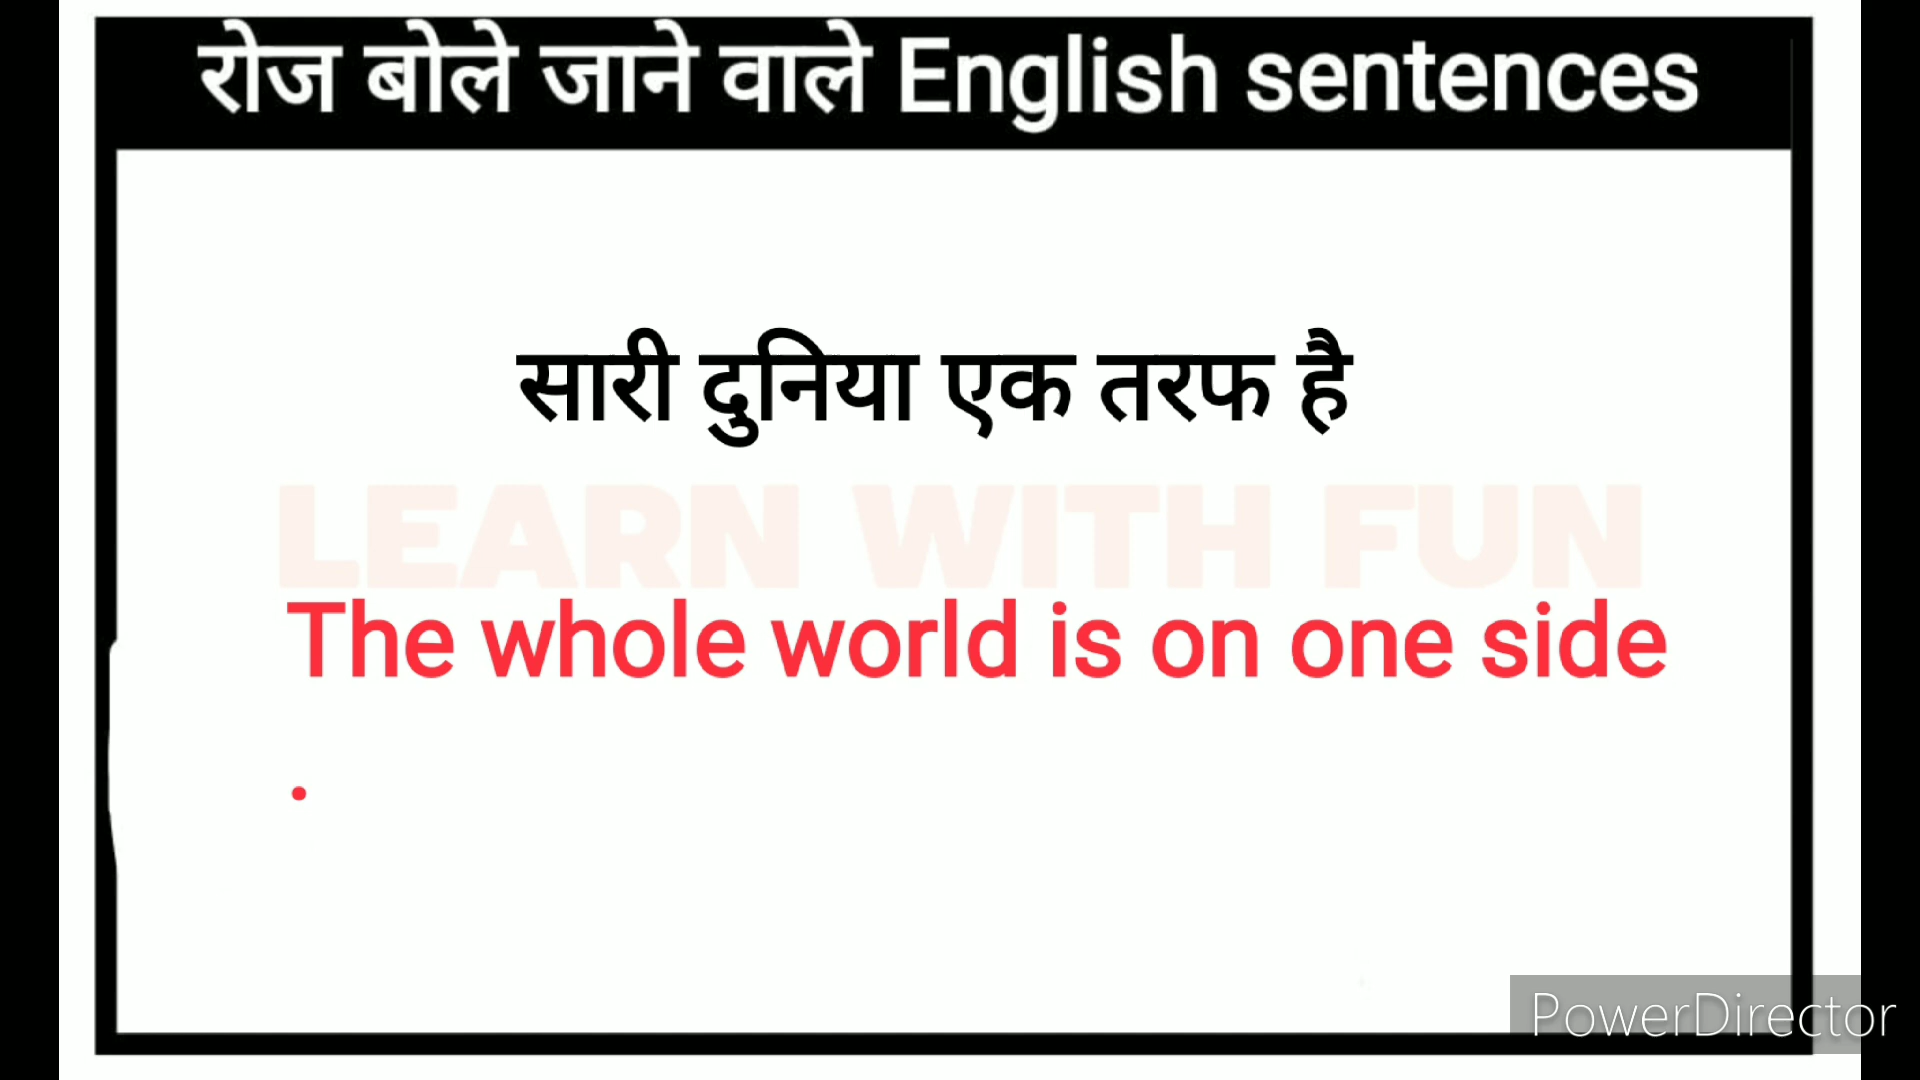 रोज बोले जाने वाले English sentences
सारी दुनिया एक तरफ है
LEARN WITH FUN
The whole world is on one side
.
PowerDirector